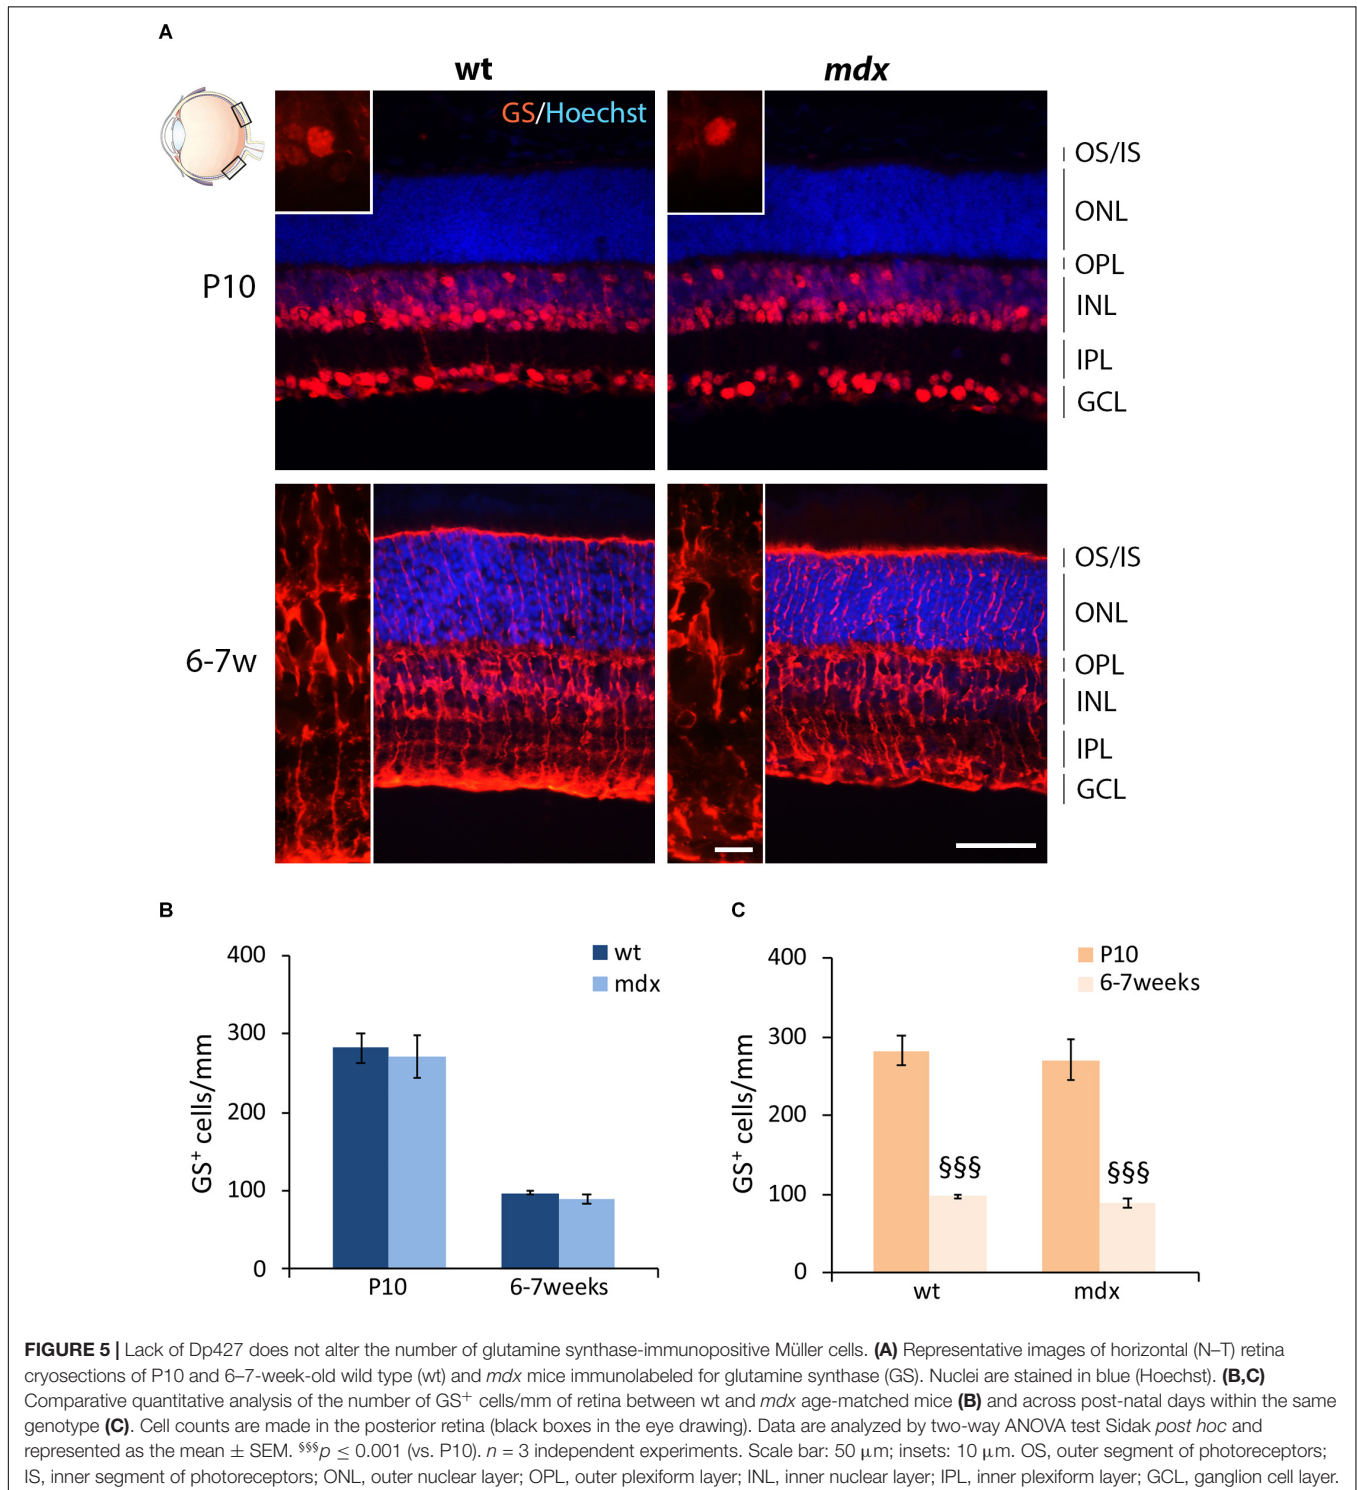 A
wt
mdx
GS/Hoechst
P10
OS/IS
ONL
OPL
INL
IPL
GCL
6-7w
OS/IS
ONL
OPL
INL
IPL
GCL
B
GS⁺ cells/mm
400
300
200
100
0
wt
mdx
P10
6-7weeks
C
GS⁺ cells/mm
400
300
200
100
0
P10
6-7weeks
§§§
§§§
wt
mdx
FIGURE 5 | Lack of Dp427 does not alter the number of glutamine synthase-immunopositive Müller cells. (A) Representative images of horizontal (N–T) retina
cryosections of P10 and 6–7-week-old wild type (wt) and mdx mice immunolabeled for glutamine synthase (GS). Nuclei are stained in blue (Hoechst). (B,C)
Comparative quantitative analysis of the number of GS⁺ cells/mm of retina between wt and mdx age-matched mice (B) and across post-natal days within the same
genotype (C). Cell counts are made in the posterior retina (black boxes in the eye drawing). Data are analyzed by two-way ANOVA test Sidak post hoc and
represented as the mean ± SEM. §§§p ≤ 0.001 (vs. P10). n = 3 independent experiments. Scale bar: 50 μm; insets: 10 μm. OS, outer segment of photoreceptors;
IS, inner segment of photoreceptors; ONL, outer nuclear layer; OPL, outer plexiform layer; INL, inner nuclear layer; IPL, inner plexiform layer; GCL, ganglion cell layer.